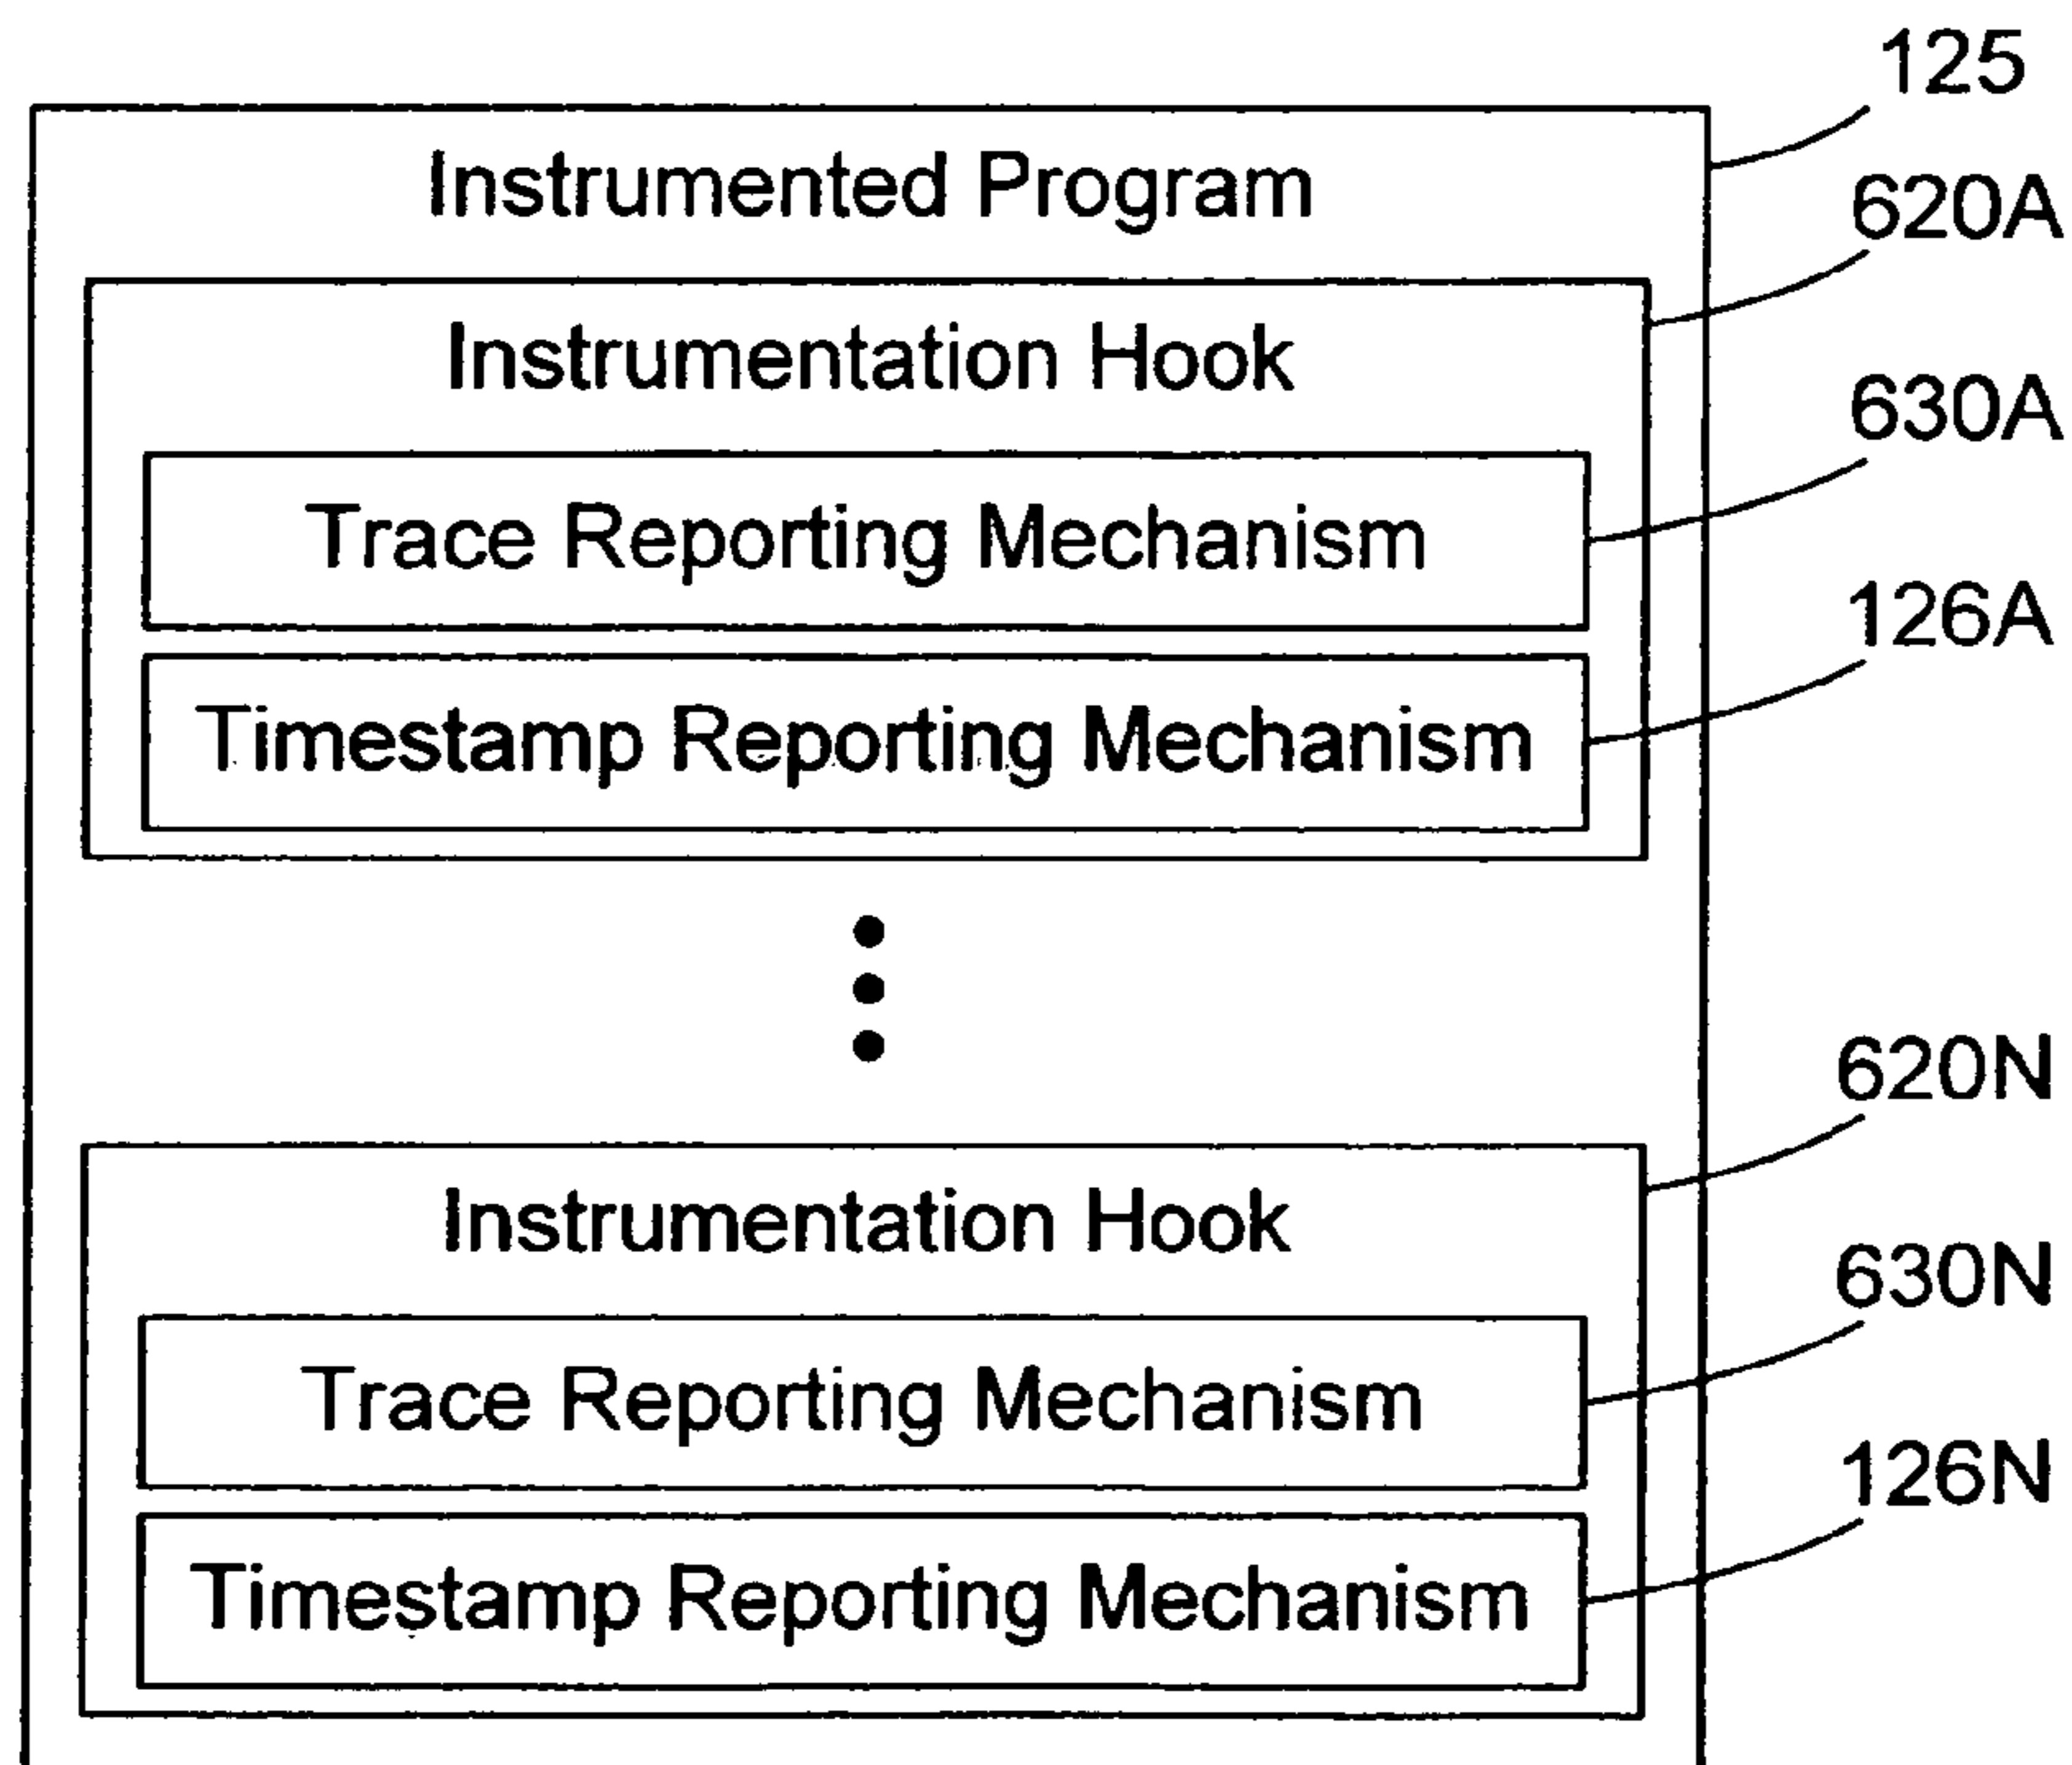 125
Instrumented Program
620A
Instrumentation Hook
630A
Trace Reporting Mechanism
126A
Timestamp Reporting Mechanism
620N
Instrumentation Hook
630N
Trace Reporting Mechanism
126N
Timestamp Reporting Mechanism